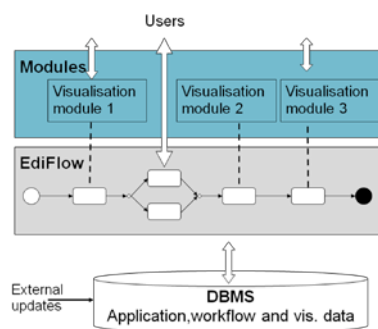 Users
Modules
Visualisation
module 1
Visualisation
module 2
Visualisation
module 3
EdiFlow
External
updates
DBMS
Application,workflow and vis. data